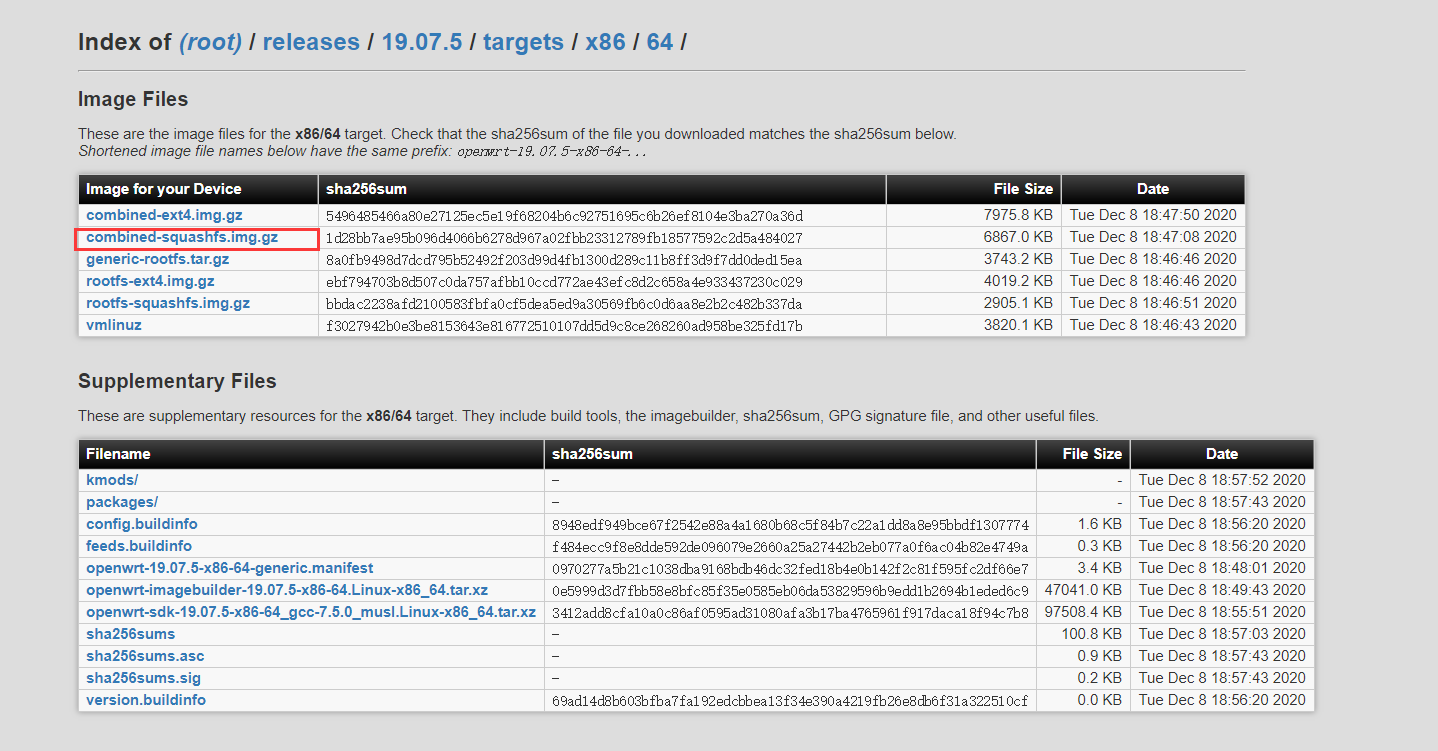 Index of (root) / releases / 19.07.5 / targets / x86 / 64 /
Image Files
These are the image files for the x86/64 target. Check that the sha256sum of the file you downloaded matches the sha256sum below.
Shortened image file names below have the same prefix: openwrt-19.07.5-x86-64-...
Image for your Device sha256sum File Size Date
combined-ext4.img.gz 5496485466a80e27125ec5e19f68204b6c92751695c6b26ef8104e3ba270a36d 7975.8 KB Tue Dec 8 18:47:50 2020
combined-squashfs.img.gz 1d28bb7ae95b096d4066b6278d967a02fbb23312789fb18577592c2d5a484027 6867.0 KB Tue Dec 8 18:47:08 2020
generic-rootfs.tar.gz 8a0fb9498d7dcd795b52492f203d99d4fb1300d289c11b8ff3d9f7dd0ded15ea 3743.2 KB Tue Dec 8 18:46:46 2020
rootfs-ext4.img.gz ebf794703b8d507c0da757afbb10ccd772ae43efc8d2c658a4e933437230c029 4019.2 KB Tue Dec 8 18:46:46 2020
rootfs-squashfs.img.gz bbdac2238afd2100583fbfa0cf5dea5ed9a30569fb6c0d6aa8e2b2c482b337da 2905.1 KB Tue Dec 8 18:46:51 2020
vmlinuz f3027942b0e3be8153643e816772510107dd5d9c8ce268260ad958be325fd17b 3820.1 KB Tue Dec 8 18:46:43 2020
Supplementary Files
These are supplementary resources for the x86/64 target. They include build tools, the imagebuilder, sha256sum, GPG signature file, and other useful files.
Filename sha256sum File Size Date
kmods/ – - Tue Dec 8 18:57:52 2020
packages/ – - Tue Dec 8 18:57:43 2020
config.buildinfo 8948edf949bce67f2542e88a4a1680b68c5f84b7c22a1dd8a8e95bbdf1307774 1.6 KB Tue Dec 8 18:56:20 2020
feeds.buildinfo f484ecc9f8e8dde592de096079e2660a25a27442b2eb077a0f6ac04b82e4749a 0.3 KB Tue Dec 8 18:56:20 2020
openwrt-19.07.5-x86-64-generic.manifest 0970277a5b21c1038dba9168bdb46dc32fed18b4e0b142f2c81f595fc2df66e7 3.4 KB Tue Dec 8 18:48:01 2020
openwrt-imagebuilder-19.07.5-x86-64.Linux-x86_64.tar.xz 0e5999d3d7fbb58e8bfc85f35e0585eb06da53829596b9edd1b2694b1eded6c9 47041.0 KB Tue Dec 8 18:49:43 2020
openwrt-sdk-19.07.5-x86-64_gcc-7.5.0_musl.Linux-x86_64.tar.xz 3412add8cfa10a0c86af0595ad31080afa3b17ba4765961f917daca18f94c7b8 97508.4 KB Tue Dec 8 18:55:51 2020
sha256sums – 100.8 KB Tue Dec 8 18:57:03 2020
sha256sums.asc – 0.9 KB Tue Dec 8 18:57:43 2020
sha256sums.sig – 0.2 KB Tue Dec 8 18:57:43 2020
version.buildinfo 69ad14d8b603bfba7fa192edcbbea13f34e390a4219fb26e8db6f31a322510cf 0.0 KB Tue Dec 8 18:56:20 2020